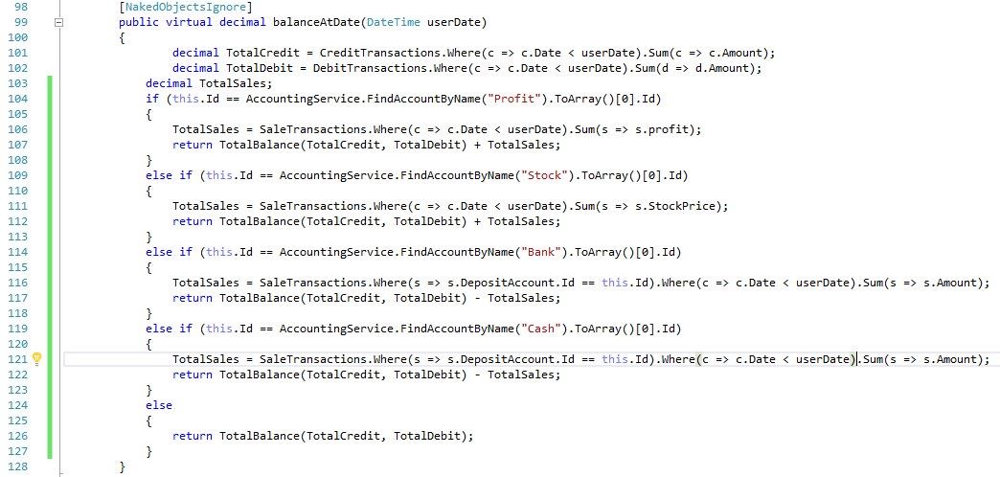 98 [NakedObjectsIgnore]
99 public virtual decimal balanceAtDate(DateTime userDate)
100 {
101 decimal TotalCredit = CreditTransactions.Where(c => c.Date < userDate).Sum(c => c.Amount);
102 decimal TotalDebit = DebitTransactions.Where(c => c.Date < userDate).Sum(d => d.Amount);
103 decimal TotalSales;
104 if (this.Id == AccountingService.FindAccountByName("Profit").ToArray()[0].Id)
105 {
106 TotalSales = SaleTransactions.Where(c => c.Date < userDate).Sum(s => s.profit);
107 return TotalBalance(TotalCredit, TotalDebit) + TotalSales;
108 }
109 else if (this.Id == AccountingService.FindAccountByName("Stock").ToArray()[0].Id)
110 {
111 TotalSales = SaleTransactions.Where(c => c.Date < userDate).Sum(s => s.StockPrice);
112 return TotalBalance(TotalCredit, TotalDebit) + TotalSales;
113 }
114 else if (this.Id == AccountingService.FindAccountByName("Bank").ToArray()[0].Id)
115 {
116 TotalSales = SaleTransactions.Where(s => s.DepositAccount.Id == this.Id).Where(c => c.Date < userDate).Sum(s => s.Amount);
117 return TotalBalance(TotalCredit, TotalDebit) - TotalSales;
118 }
119 else if (this.Id == AccountingService.FindAccountByName("Cash").ToArray()[0].Id)
120 {
121 TotalSales = SaleTransactions.Where(s => s.DepositAccount.Id == this.Id).Where(c => c.Date < userDate).Sum(s => s.Amount);
122 return TotalBalance(TotalCredit, TotalDebit) - TotalSales;
123 }
124 else
125 {
126 return TotalBalance(TotalCredit, TotalDebit);
127 }
128 }